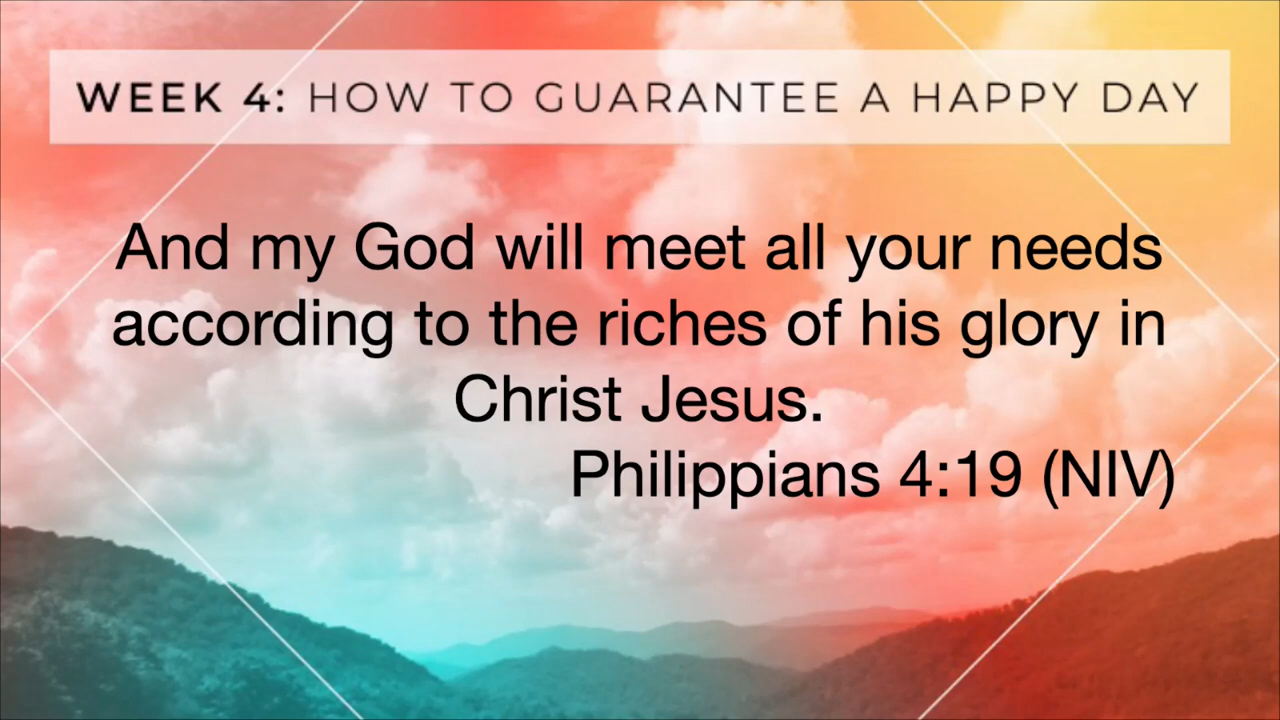 WEEK 4: HOW TO GUARANTEE A HAPPY DAY
And my God will meet all your needs
according to the riches of his glory in
Christ Jesus.
Philippians 4:19 (NIV)